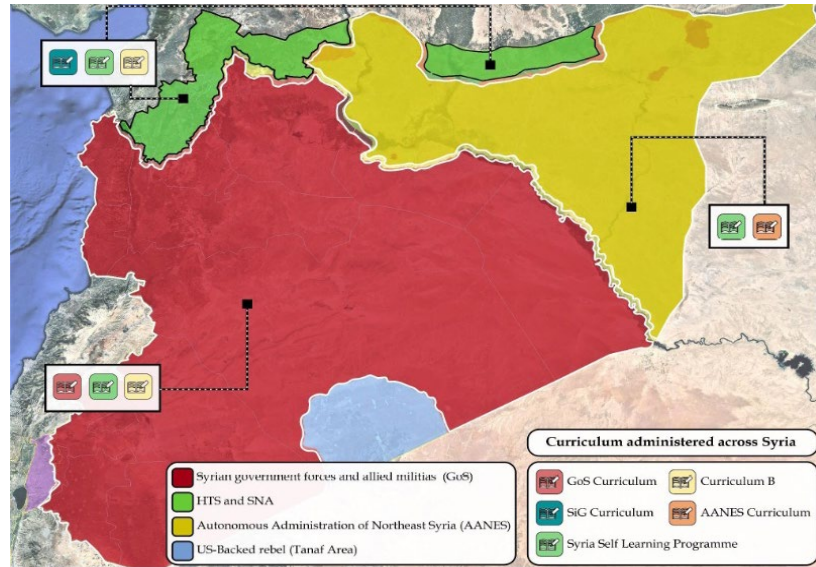 Syrian government forces and allied militias (GoS)
HTS and SNA
Autonomous Administration of Northeast Syria (AANES)
US-Backed rebel (Tanaf Area)
Curriculum administered across Syria
GoS Curriculum
Curriculum B
SiG Curriculum
AANES Curriculum
Syria Self Learning Programme